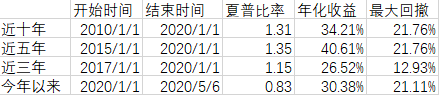 开始时间 结束时间 夏普比率 年化收益 最大回撤
近十年 2010/1/1 2020/1/1 1.31 34.21% 21.76%
近五年 2015/1/1 2020/1/1 1.35 40.61% 21.76%
近三年 2017/1/1 2020/1/1 1.15 26.52% 12.93%
今年以来 2020/1/1 2020/5/6 0.83 30.38% 21.11%